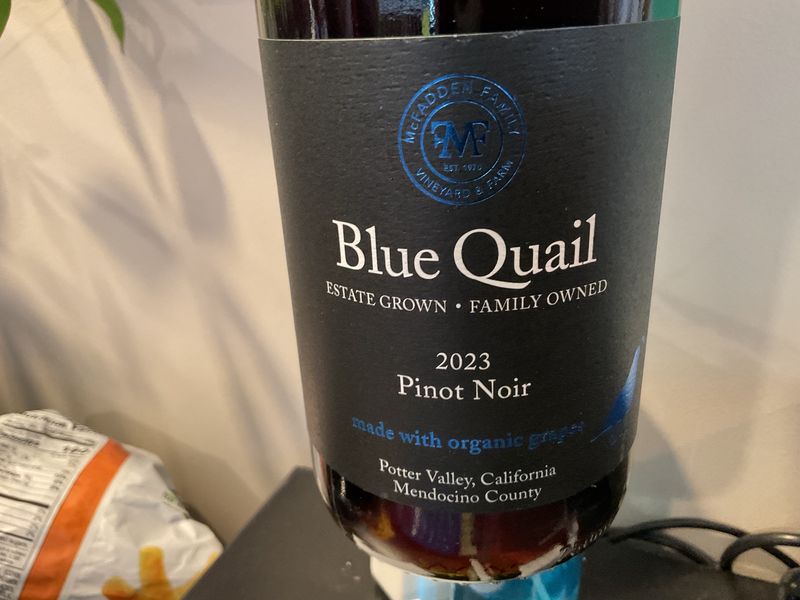 McFADDEN FAMILY
FMF
EST. 1970
VINEYARD & FARM
Blue Quail
ESTATE GROWN • FAMILY OWNED
2023
Pinot Noir
made with organic grapes
Potter Valley, California
Mendocino County